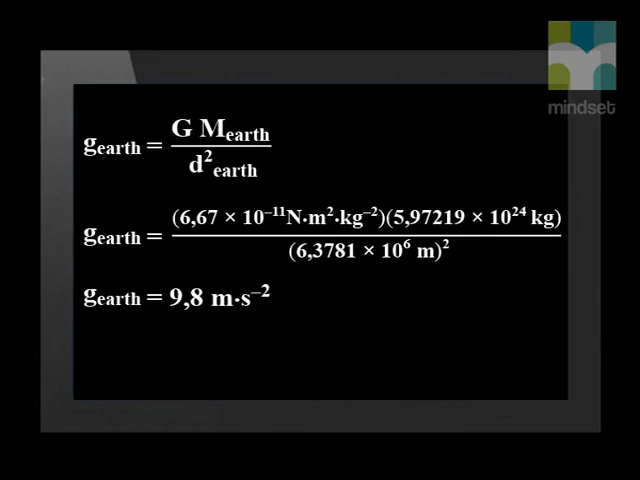 mindset
g_earth = G M_earth / d²_earth
g_earth = (6,67 × 10⁻¹¹N·m²·kg⁻²)(5,97219 × 10²⁴ kg) / (6,3781 × 10⁶ m)²
g_earth = 9,8 m·s⁻²